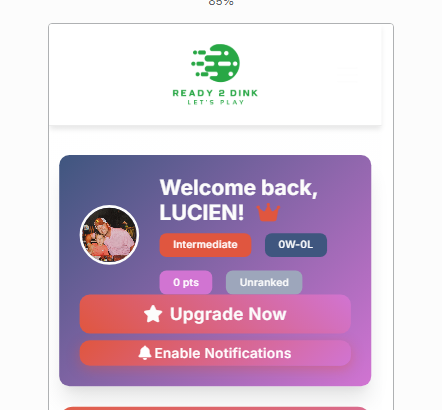 85%
READY 2 DINK
LET'S PLAY
Welcome back,
LUCIEN!
Intermediate
0W-0L
0 pts
Unranked
Upgrade Now
Enable Notifications